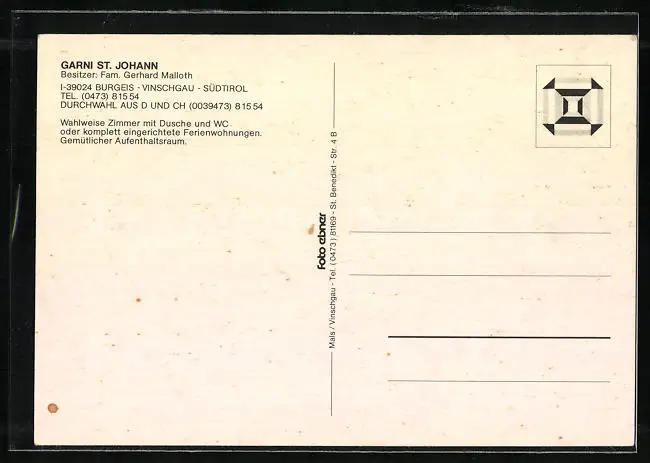 GARNI ST. JOHANN
Besitzer: Fam. Gerhard Malloth
I-39024 BURGEIS - VINSCHGAU - SÜDTIROL
TEL. (0473) 81554
DURCHWAHL AUS D UND CH (0039473) 81554
Wahlweise Zimmer mit Dusche und WC
oder komplett eingerichtete Ferienwohnungen.
Gemütlicher Aufenthaltsraum.
foto ebner
Mals / Vinschgau - Tel. (0473) 81169 - St. Benedikt - Str. 4 B